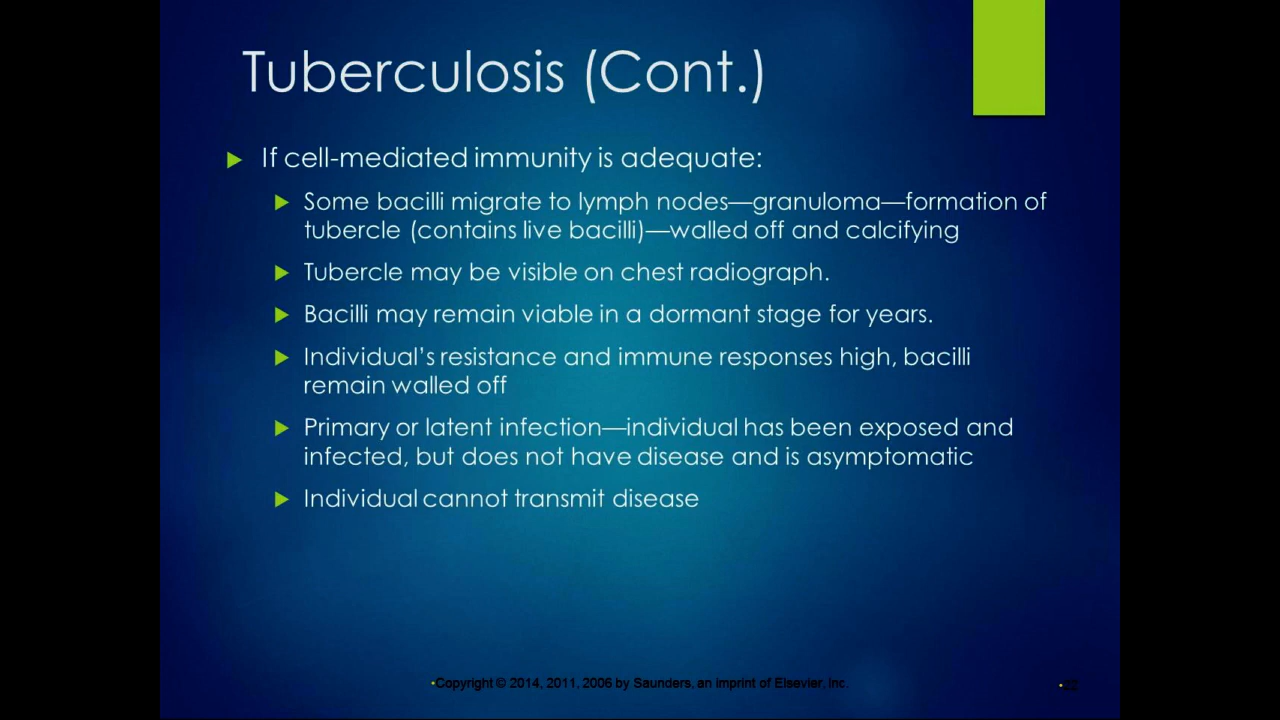 Tuberculosis (Cont.)
If cell-mediated immunity is adequate:
Some bacilli migrate to lymph nodes—granuloma—formation of
tubercle (contains live bacilli)—walled off and calcifying
Tubercle may be visible on chest radiograph.
Bacilli may remain viable in a dormant stage for years.
Individual's resistance and immune responses high, bacilli
remain walled off
Primary or latent infection—individual has been exposed and
infected, but does not have disease and is asymptomatic
Individual cannot transmit disease
•Copyright © 2014, 2011, 2006 by Saunders, an imprint of Elsevier, Inc.